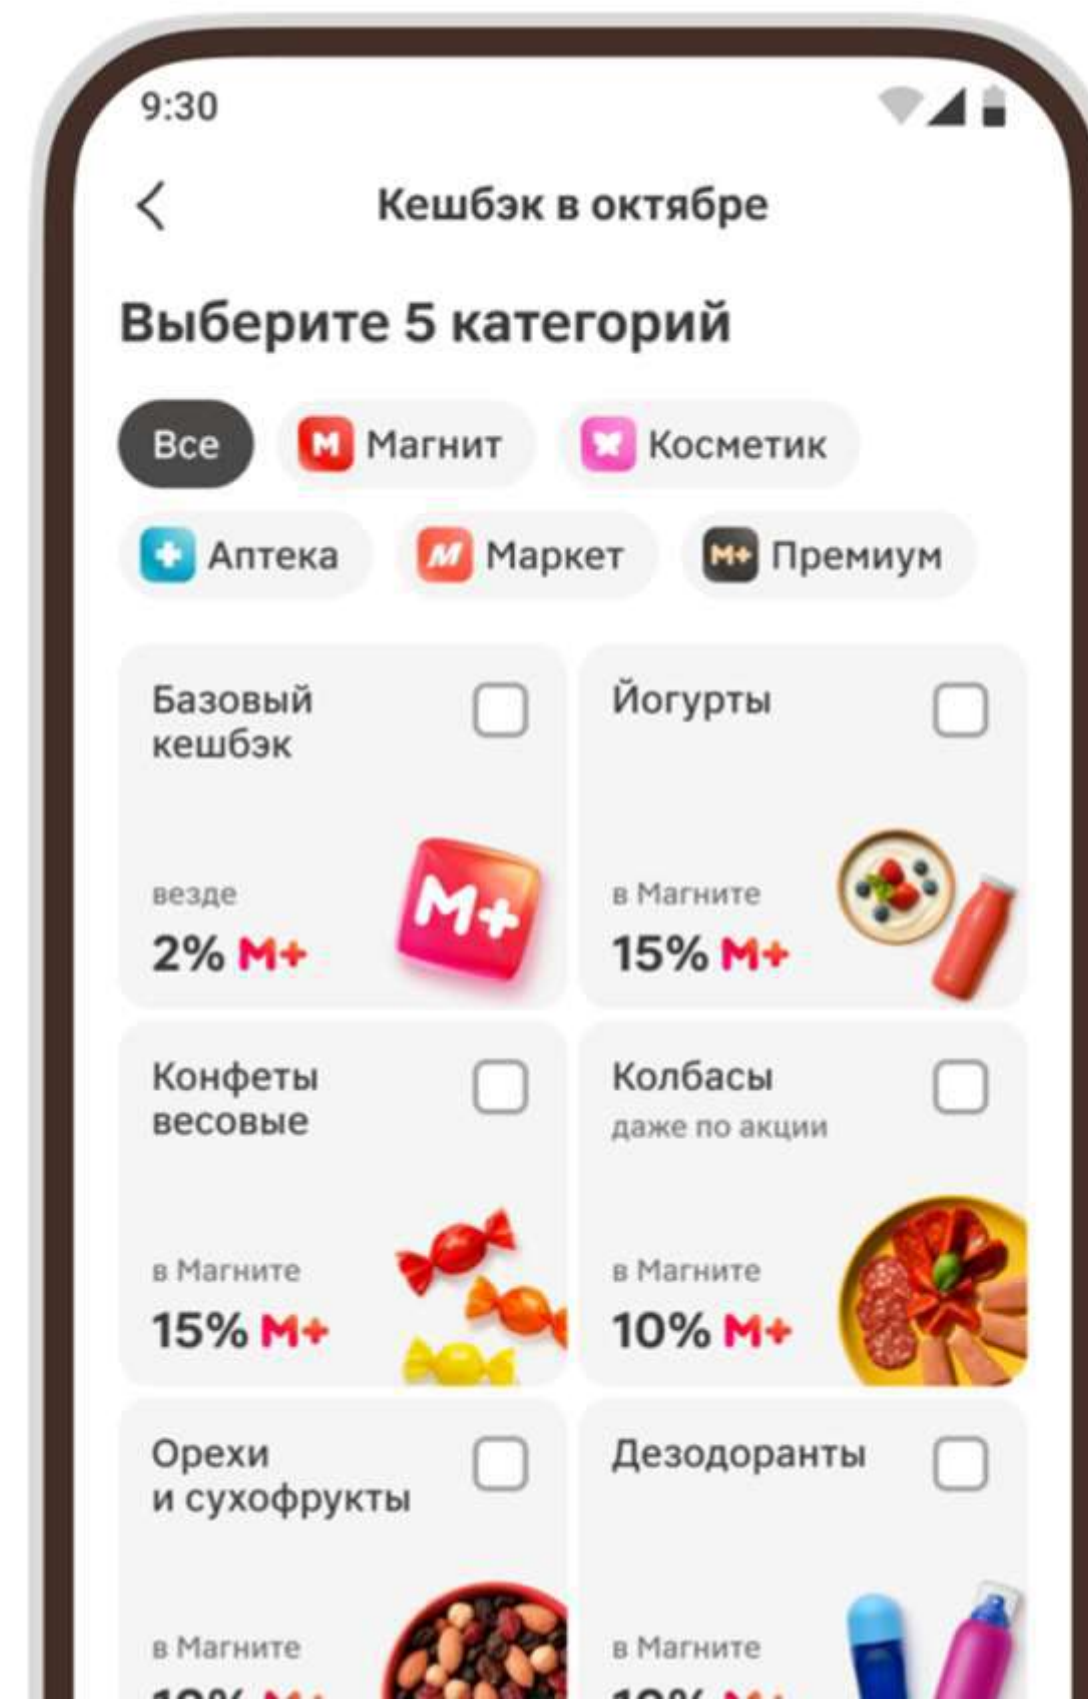 9:30
Кешбэк в октябре
Выберите 5 категорий
Все
М Магнит
Косметик
Аптека
М Маркет
М+ Премиум
Базовый
кешбэк
везде
2% М+
М+
Йогурты
в Магните
15% М+
Конфеты
весовые
в Магните
15% М+
Колбасы
даже по акции
в Магните
10% М+
Орехи
и сухофрукты
в Магните
Дезодоранты
в Магните